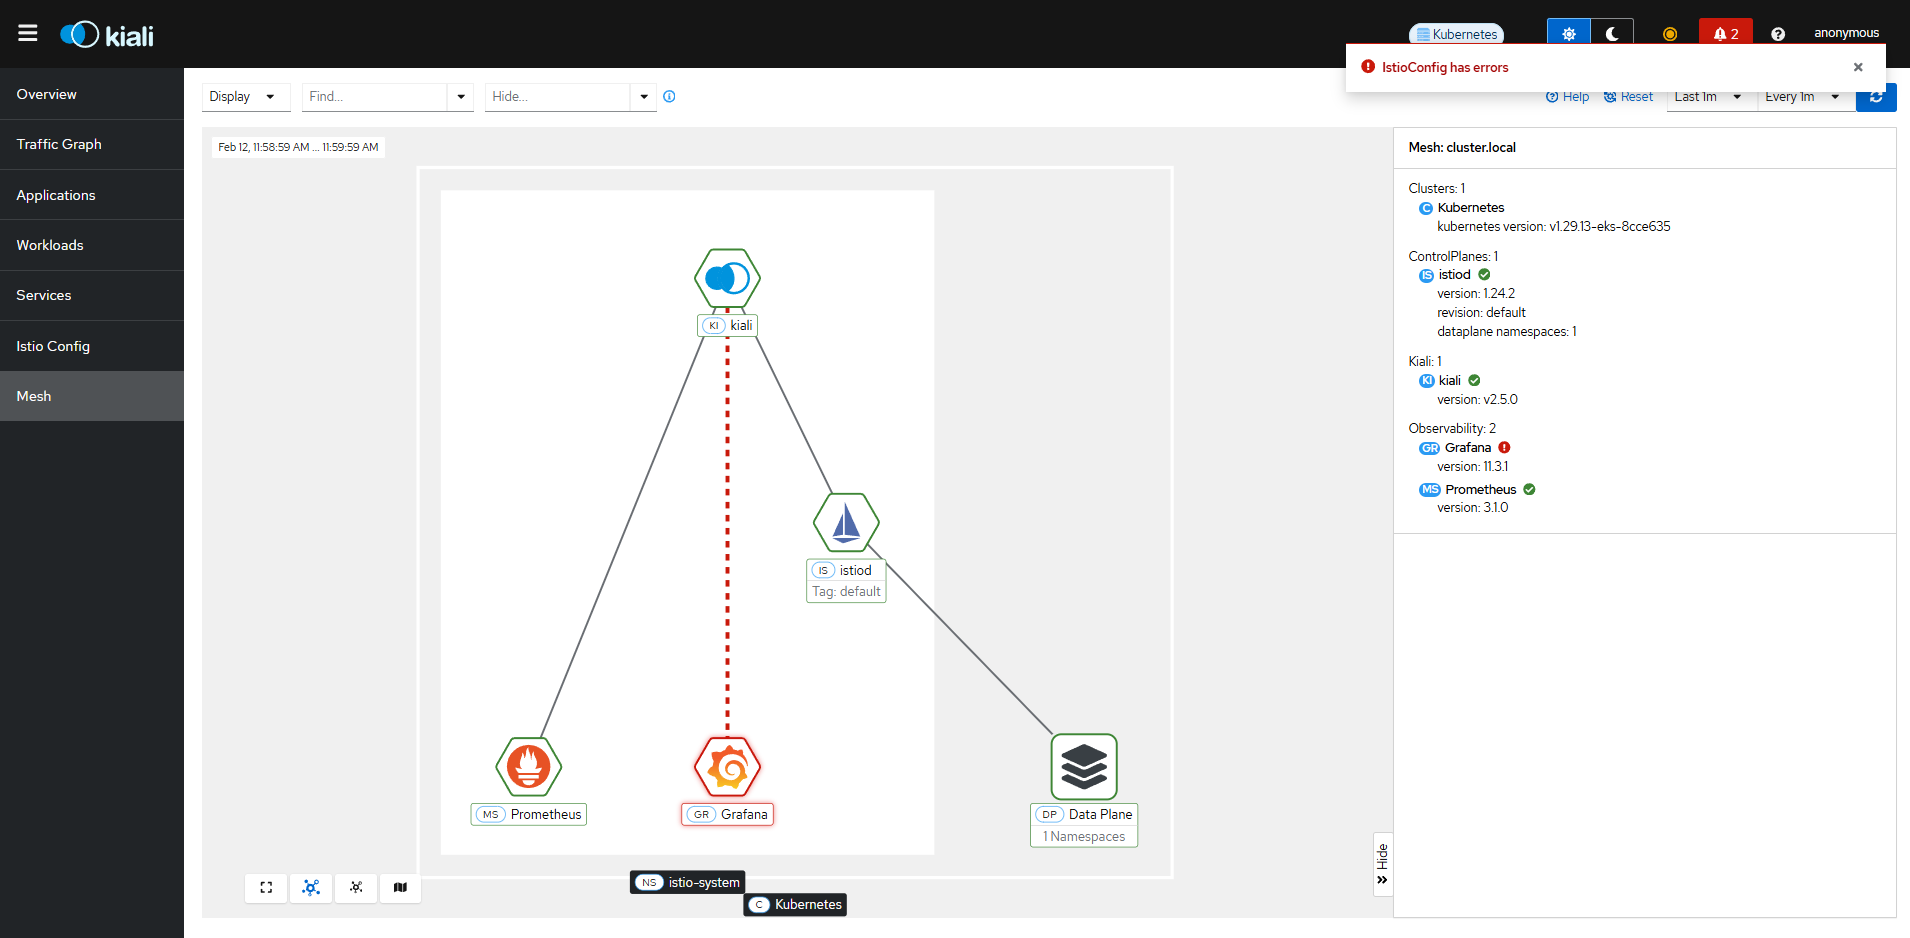 kiali
Kubernetes
2
anonymous
IstioConfig has errors
Overview
Traffic Graph
Applications
Workloads
Services
Istio Config
Mesh
Display
Find...
Hide...
Help
Reset
Last 1m
Every 1m
Feb 12, 11:58:59 AM ... 11:59:59 AM
KI kiali
IS istiod
Tag: default
MS Prometheus
GR Grafana
DP Data Plane
1 Namespaces
NS istio-system
C Kubernetes
Hide
Mesh: cluster.local
Clusters: 1
C Kubernetes
kubernetes version: v1.29.13-eks-8cce635
ControlPlanes: 1
IS istiod
version: 1.24.2
revision: default
dataplane namespaces: 1
Kiali: 1
KI kiali
version: v2.5.0
Observability: 2
GR Grafana
version: 11.3.1
MS Prometheus
version: 3.1.0